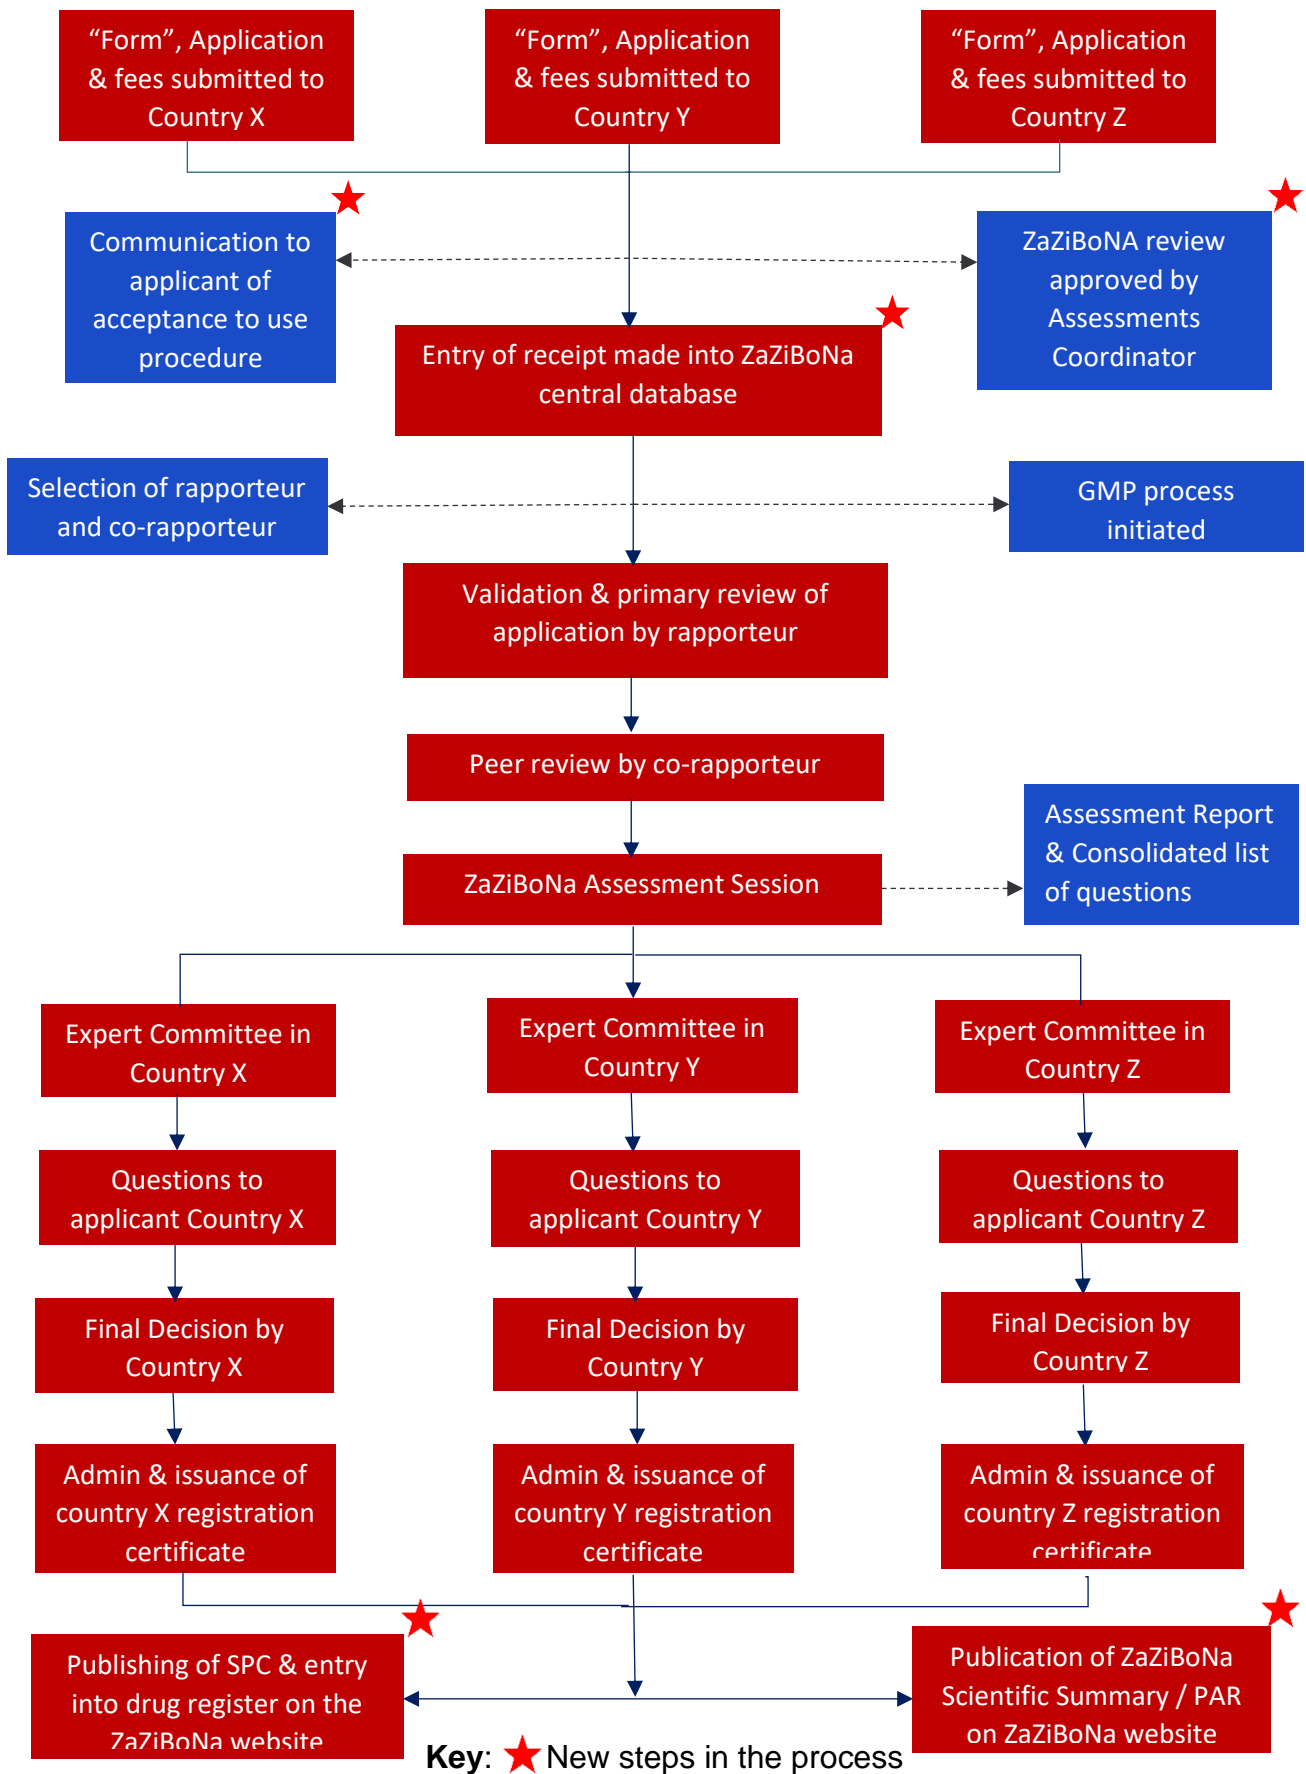 “Form”, Application
& fees submitted to
Country X
“Form”, Application
& fees submitted to
Country Y
“Form”, Application
& fees submitted to
Country Z
Communication to
applicant of
acceptance to use
procedure
ZaZiBoNA review
approved by
Assessments
Coordinator
Entry of receipt made into ZaZiBoNa
central database
Selection of rapporteur
and co-rapporteur
GMP process
initiated
Validation & primary review of
application by rapporteur
Peer review by co-rapporteur
Assessment Report
& Consolidated list
of questions
ZaZiBoNa Assessment Session
Expert Committee in
Country X
Expert Committee in
Country Y
Expert Committee in
Country Z
Questions to
applicant Country X
Questions to
applicant Country Y
Questions to
applicant Country Z
Final Decision by
Country X
Final Decision by
Country Y
Final Decision by
Country Z
Admin & issuance of
country X registration
certificate
Admin & issuance of
country Y registration
certificate
Admin & issuance of
country Z registration
certificate
Publishing of SPC & entry
into drug register on the
ZaZiBoNa website
Publication of ZaZiBoNa
Scientific Summary / PAR
on ZaZiBoNa website
Key: New steps in the process